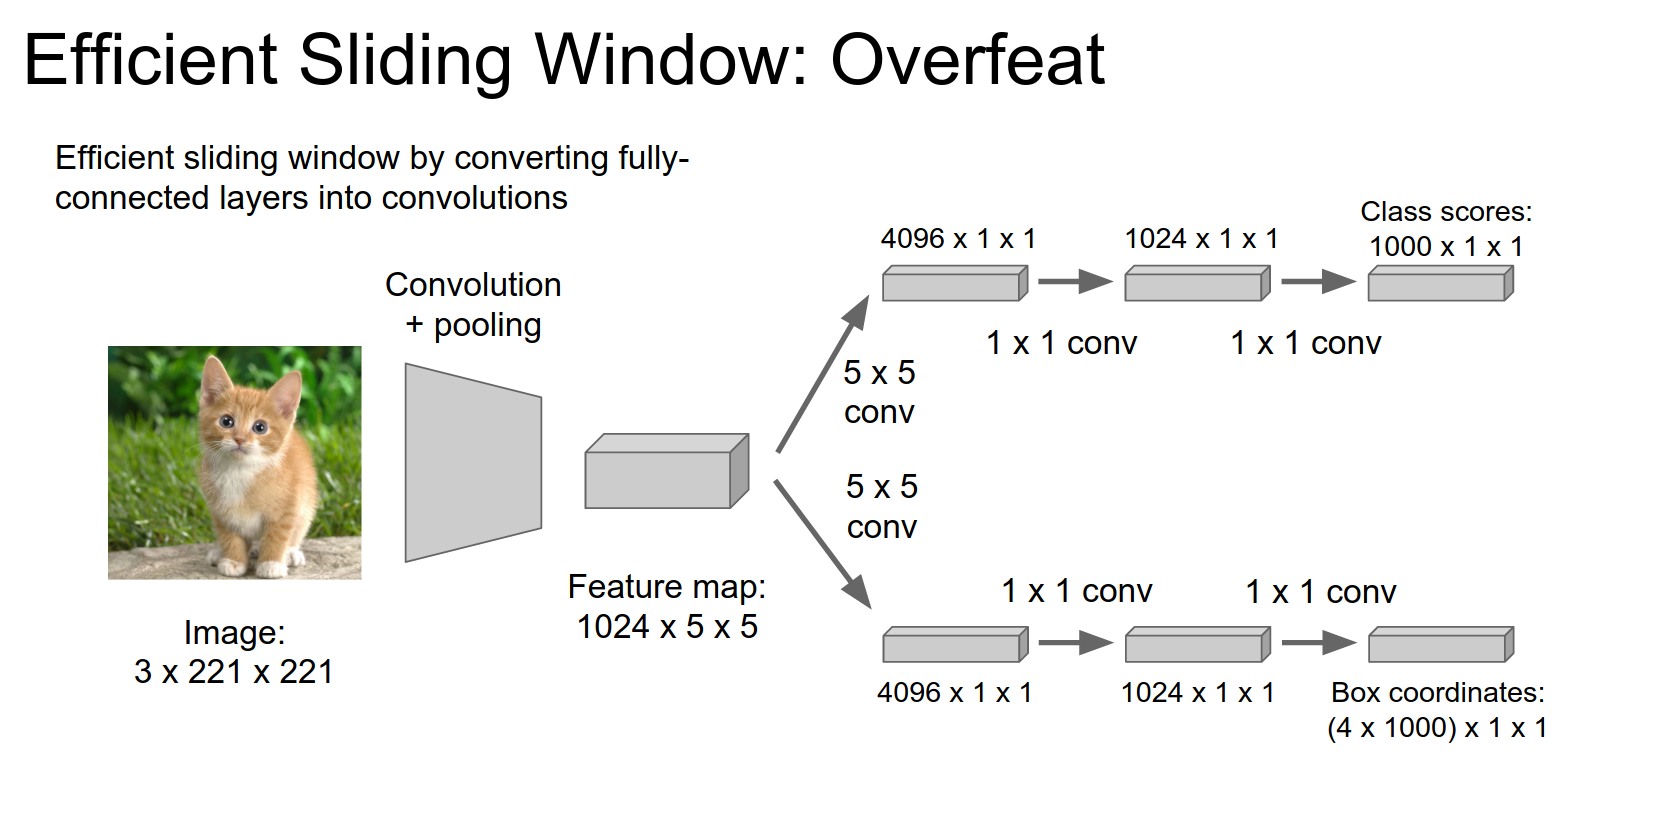 Efficient Sliding Window: Overfeat
Efficient sliding window by converting fully-
connected layers into convolutions
Convolution
+ pooling
Image:
3 x 221 x 221
Feature map:
1024 x 5 x 5
5 x 5
conv
5 x 5
conv
4096 x 1 x 1
1024 x 1 x 1
Class scores:
1000 x 1 x 1
1 x 1 conv
1 x 1 conv
1 x 1 conv
1 x 1 conv
4096 x 1 x 1
1024 x 1 x 1
Box coordinates:
(4 x 1000) x 1 x 1